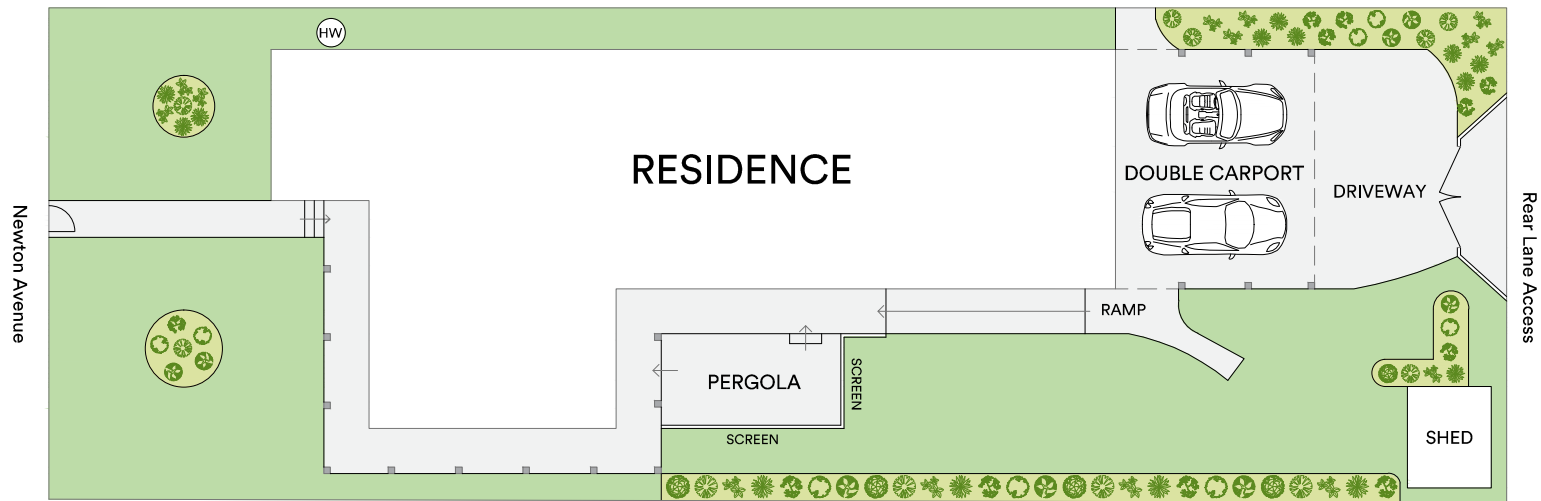 HW
RESIDENCE
DOUBLE CARPORT
DRIVEWAY
Newton Avenue
Rear Lane Access
RAMP
PERGOLA
SCREEN
SCREEN
SHED